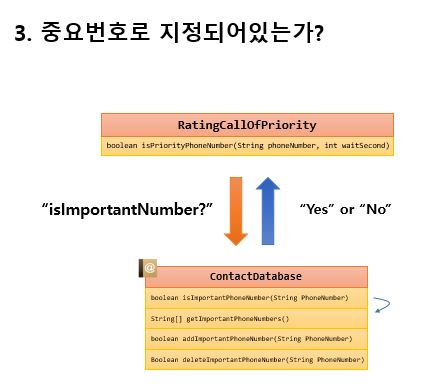 3. 중요번호로 지정되어있는가?
RatingCallOfPriority
boolean isPriorityPhoneNumber(String phoneNumber, int waitSecond)
“isImportantNumber?”
“Yes” or “No”
@
ContactDatabase
boolean isImportantPhoneNumber(String PhoneNumber)
String[] getImportantPhoneNumbers()
boolean addImportantPhoneNumber(String PhoneNumber)
Boolean deleteImportantPhoneNumber(String PhoneNumber)